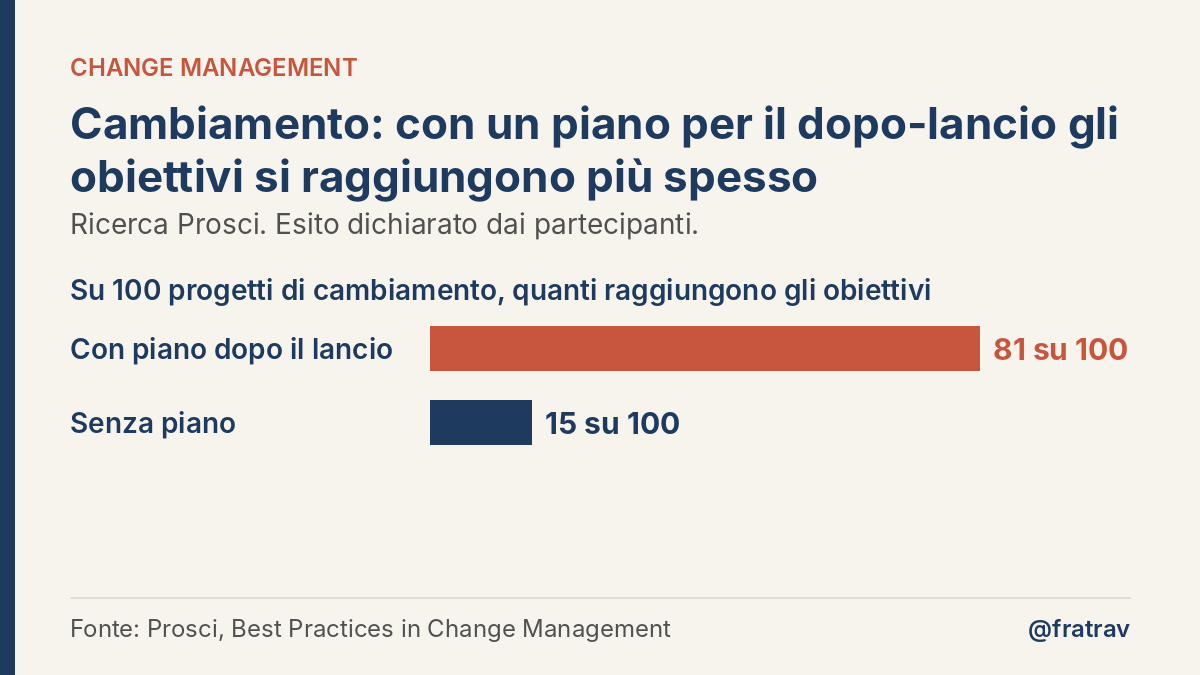 CHANGE MANAGEMENT
Cambiamento: con un piano per il dopo-lancio gli
obiettivi si raggiungono più spesso
Ricerca Prosci. Esito dichiarato dai partecipanti.
Su 100 progetti di cambiamento, quanti raggiungono gli obiettivi
Con piano dopo il lancio 81 su 100
Senza piano 15 su 100
Fonte: Prosci, Best Practices in Change Management @fratrav